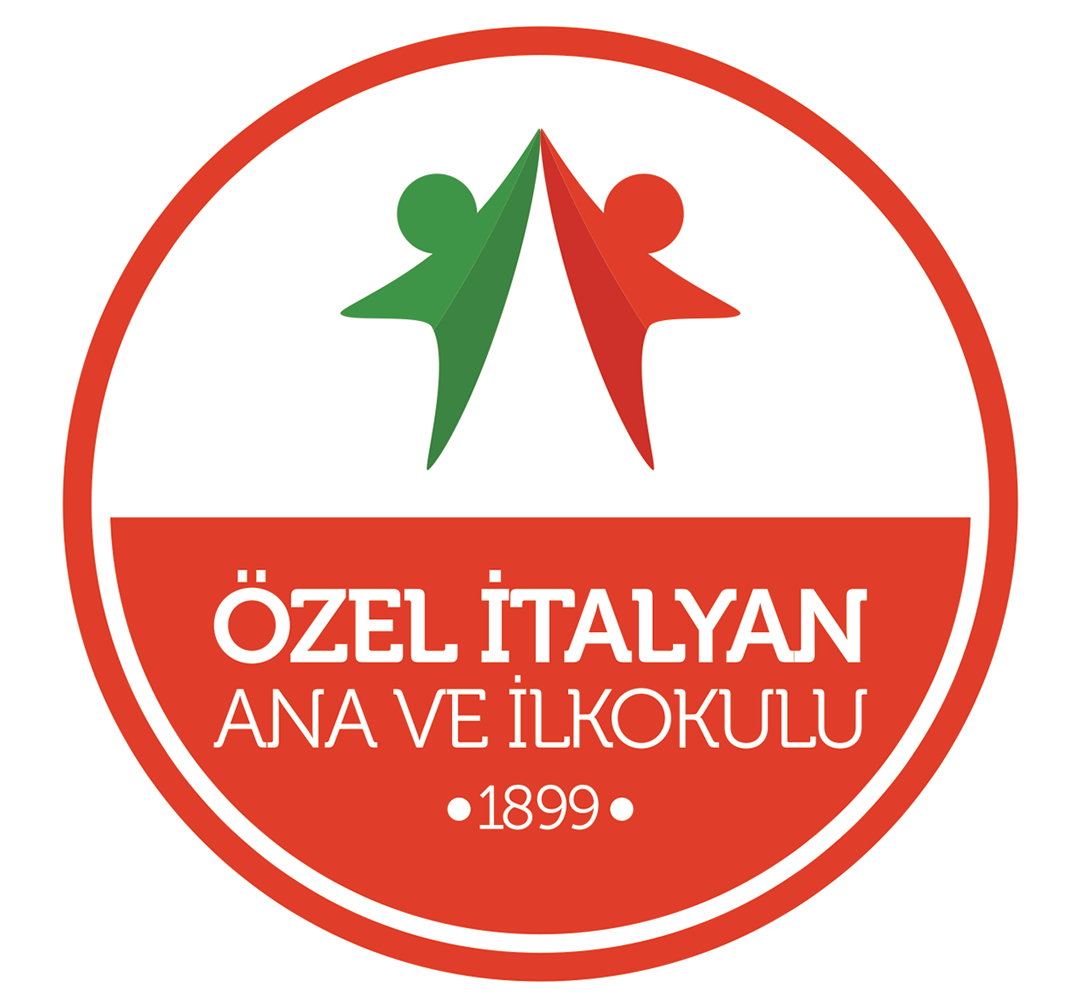 ÖZEL İTALYAN
ANA VE İLKOKULU
•1899•